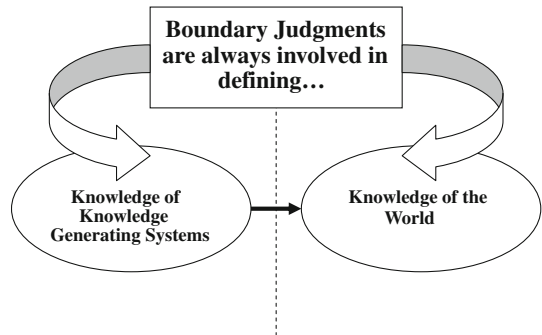 Boundary Judgments
are always involved in
defining…
Knowledge of
Knowledge
Generating Systems
Knowledge of the
World